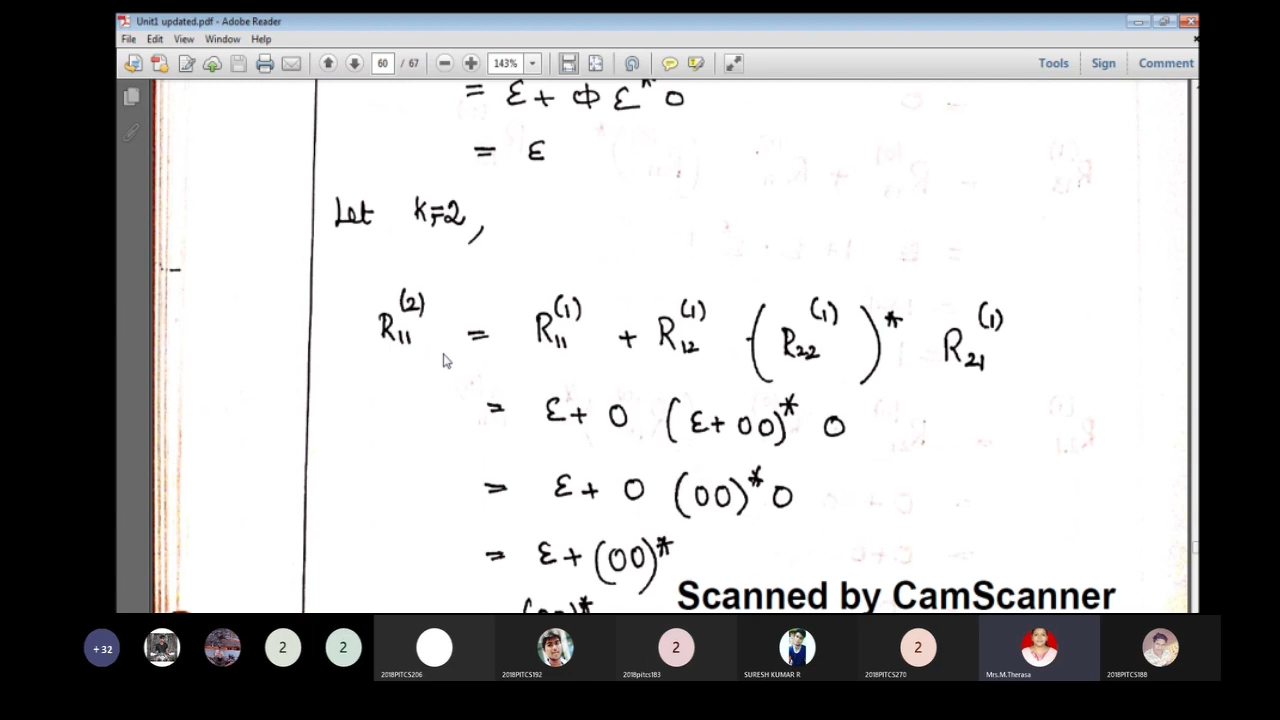 Unit1 updated.pdf - Adobe Reader
File Edit View Window Help
60 / 67 143% Tools Sign Comment
= ε + Φ ε* 0
= ε
Let k=2,
R₁₁⁽²⁾ = R₁₁⁽¹⁾ + R₁₂⁽¹⁾ (R₂₂⁽¹⁾)* R₂₁⁽¹⁾
= ε + 0 (ε + 00)* 0
= ε + 0 (00)* 0
= ε + (00)*
Scanned by CamScanner
+32 2 2 2 2
2018PITCS206 2018PITCS192 2018pitcs183 SURESH KUMAR R 2018PITCS270 Mrs.M.Therasa 2018PITCS188